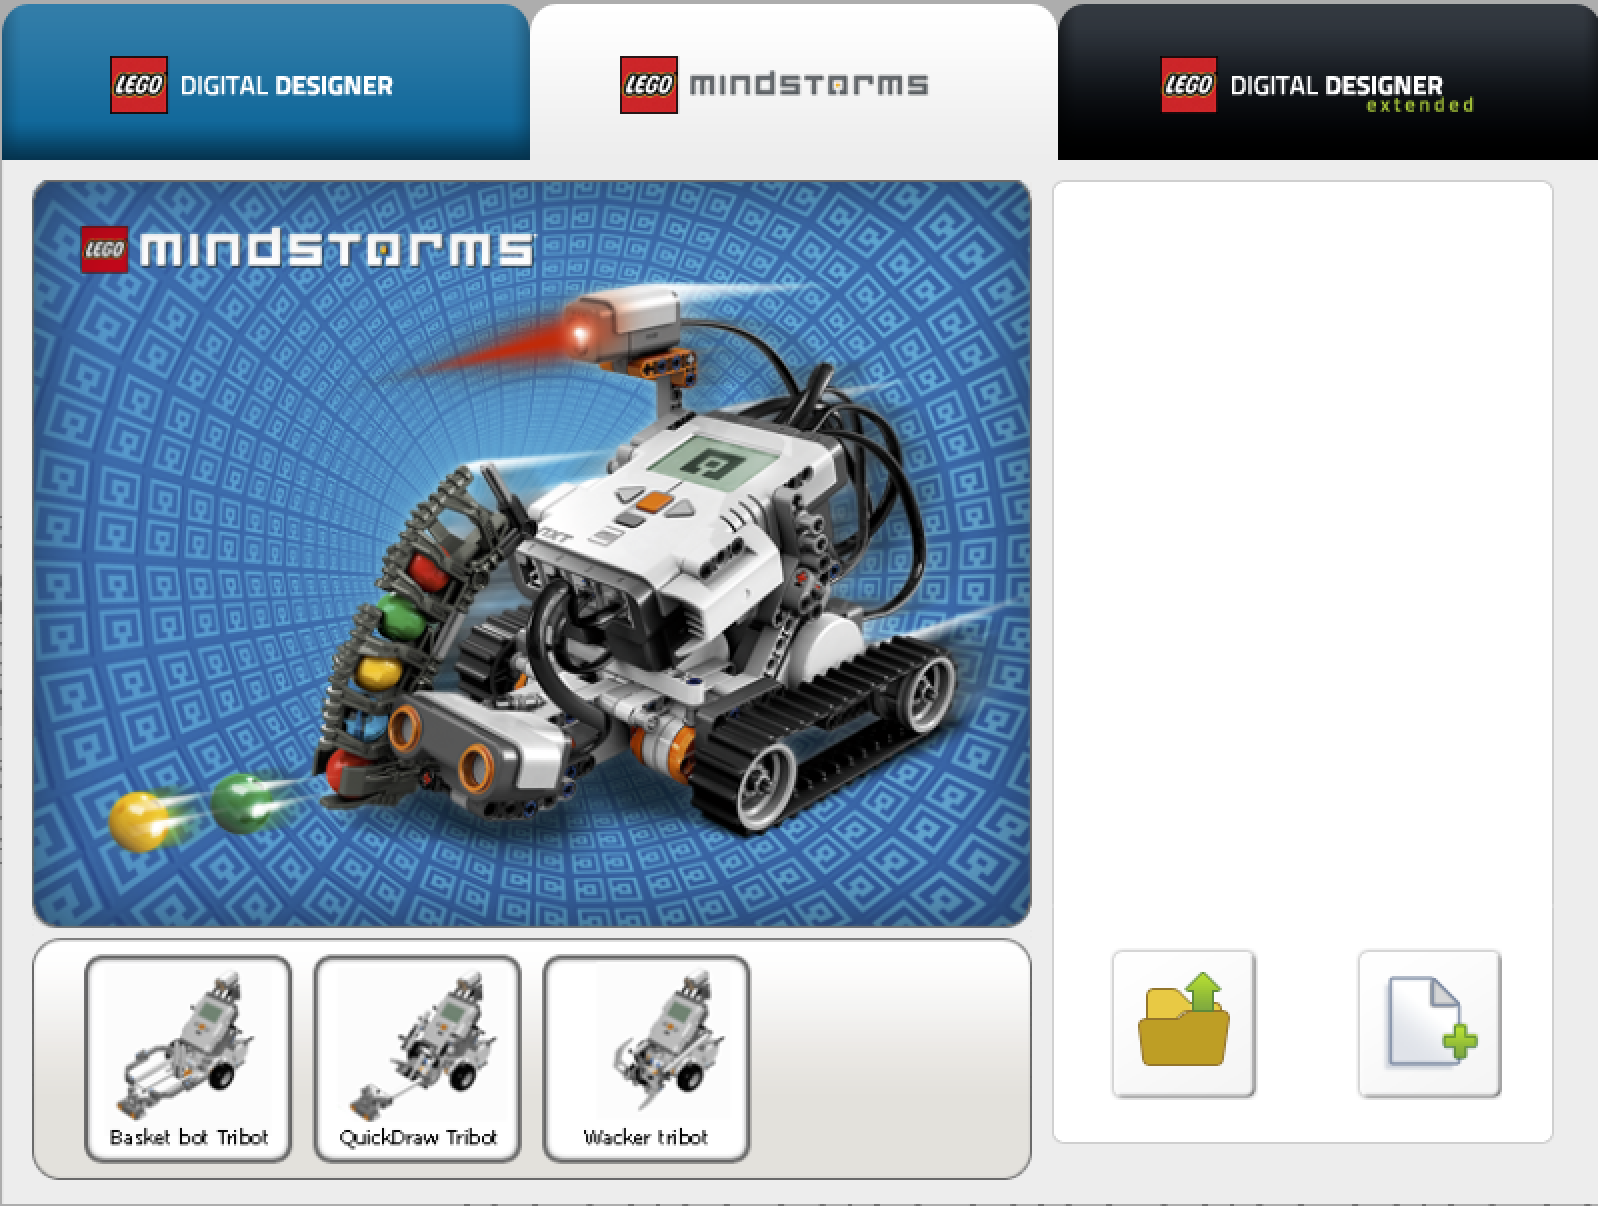 LEGO DIGITAL DESIGNER
LEGO mindstorms
LEGO DIGITAL DESIGNER
extended
LEGO mindstorms
nxt
Basket bot Tribot
QuickDraw Tribot
Wacker tribot